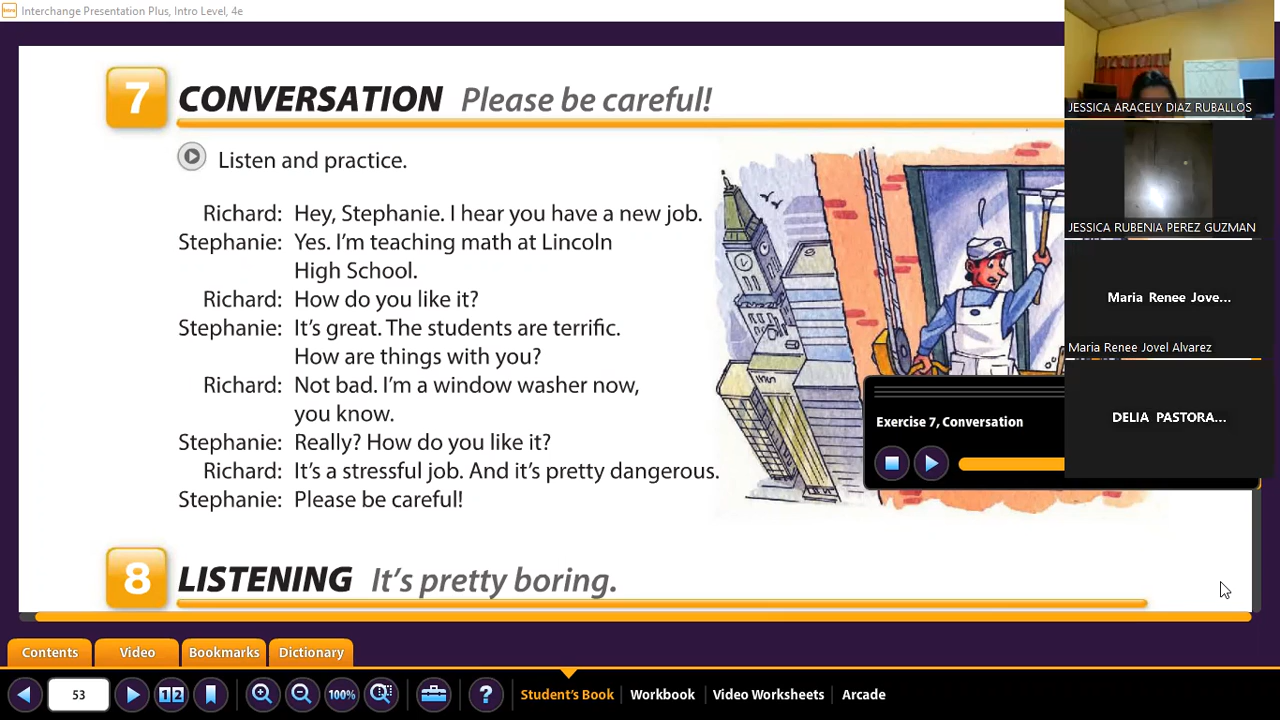 Interchange Presentation Plus, Intro Level, 4e
7 CONVERSATION Please be careful!
Listen and practice.
Richard: Hey, Stephanie. I hear you have a new job.
Stephanie: Yes. I'm teaching math at Lincoln
High School.
Richard: How do you like it?
Stephanie: It's great. The students are terrific.
How are things with you?
Richard: Not bad. I'm a window washer now,
you know.
Stephanie: Really? How do you like it?
Richard: It's a stressful job. And it's pretty dangerous.
Stephanie: Please be careful!
Exercise 7, Conversation
JESSICA ARACELY DIAZ RUBALLOS
JESSICA RUBENIA PEREZ GUZMAN
Maria Renee Jove...
Maria Renee Jovel Alvarez
DELIA PASTORA...
8 LISTENING It's pretty boring.
Contents Video Bookmarks Dictionary
53 12 100% ? Student's Book Workbook Video Worksheets Arcade